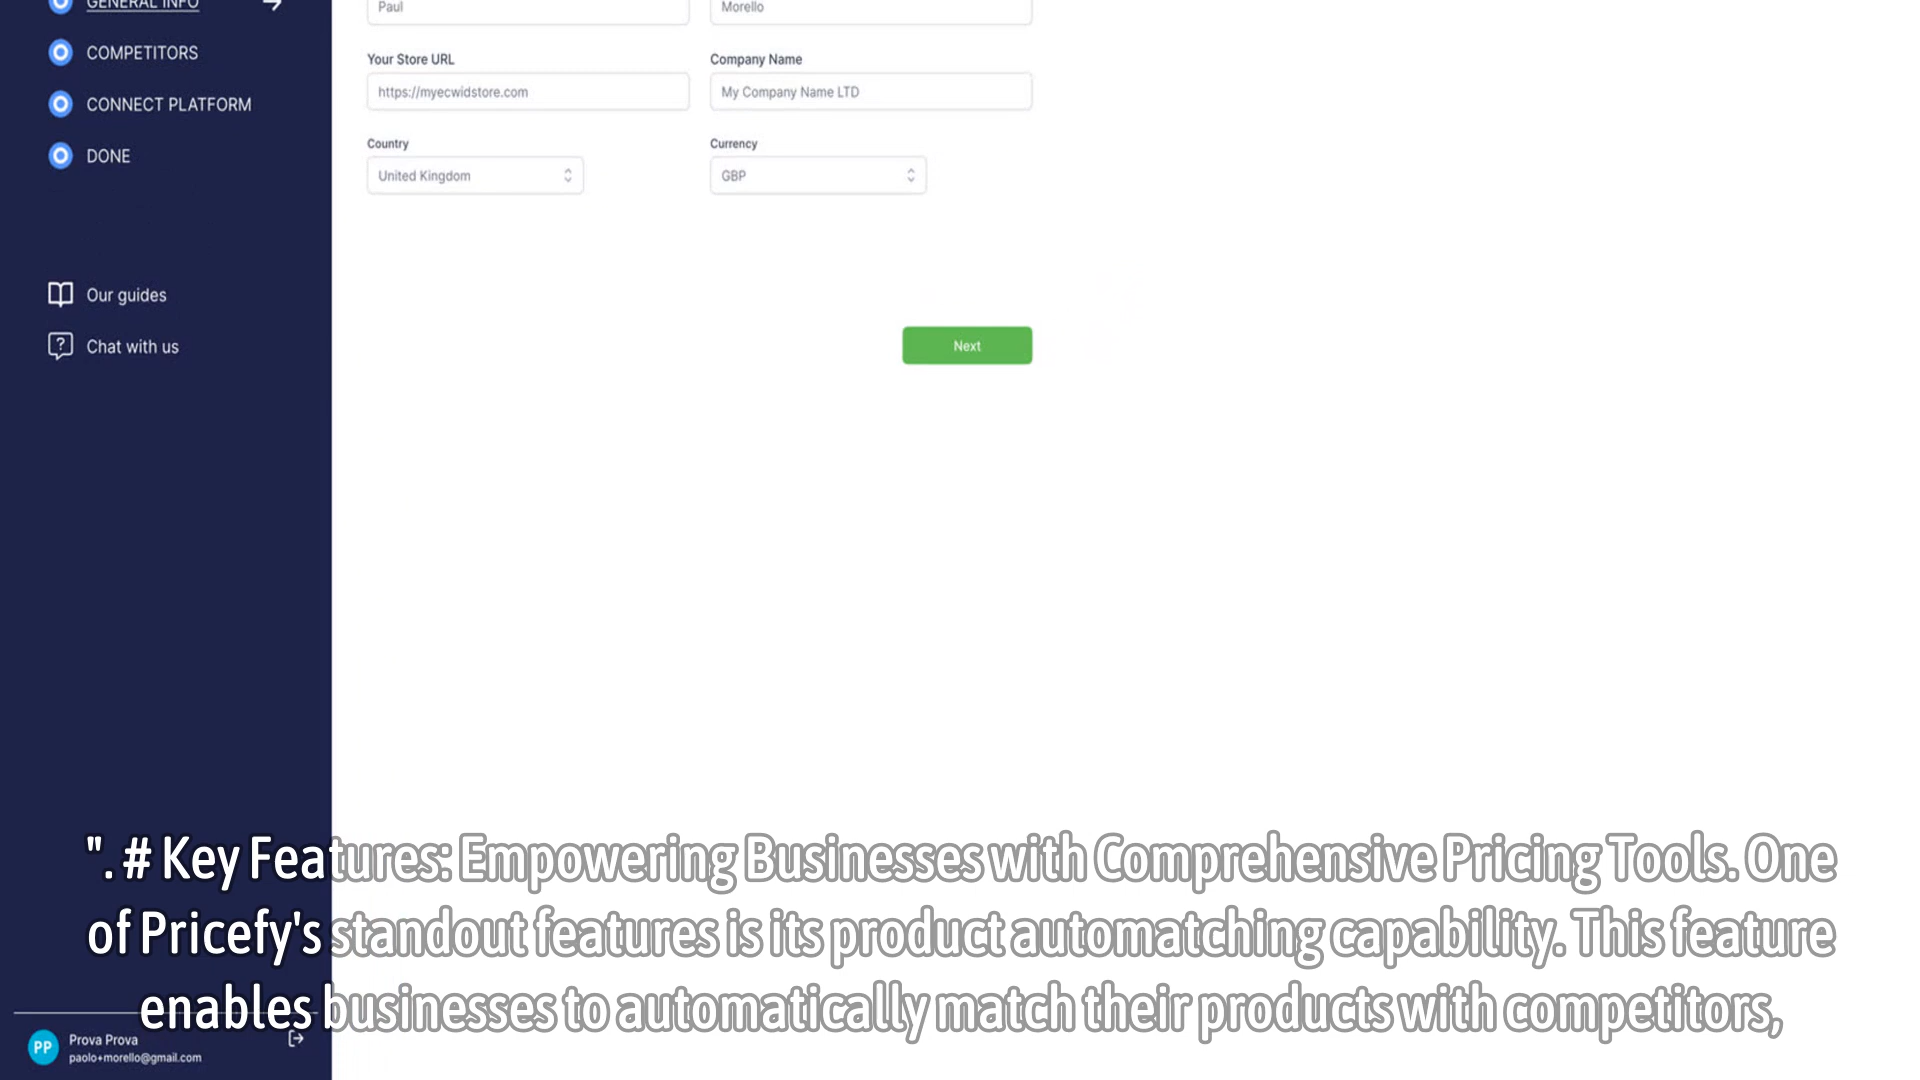 GENERAL INFO
COMPETITORS
CONNECT PLATFORM
DONE
Our guides
Chat with us
Paul
Morello
Your Store URL
Company Name
https://myecwidstore.com
My Company Name LTD
Country
Currency
United Kingdom
GBP
Next
". # Key Features: Empowering Businesses with Comprehensive Pricing Tools. One
of Pricefy's standout features is its product automatching capability. This feature
enables businesses to automatically match their products with competitors,
PP
Prova Prova
paolo+morello@gmail.com